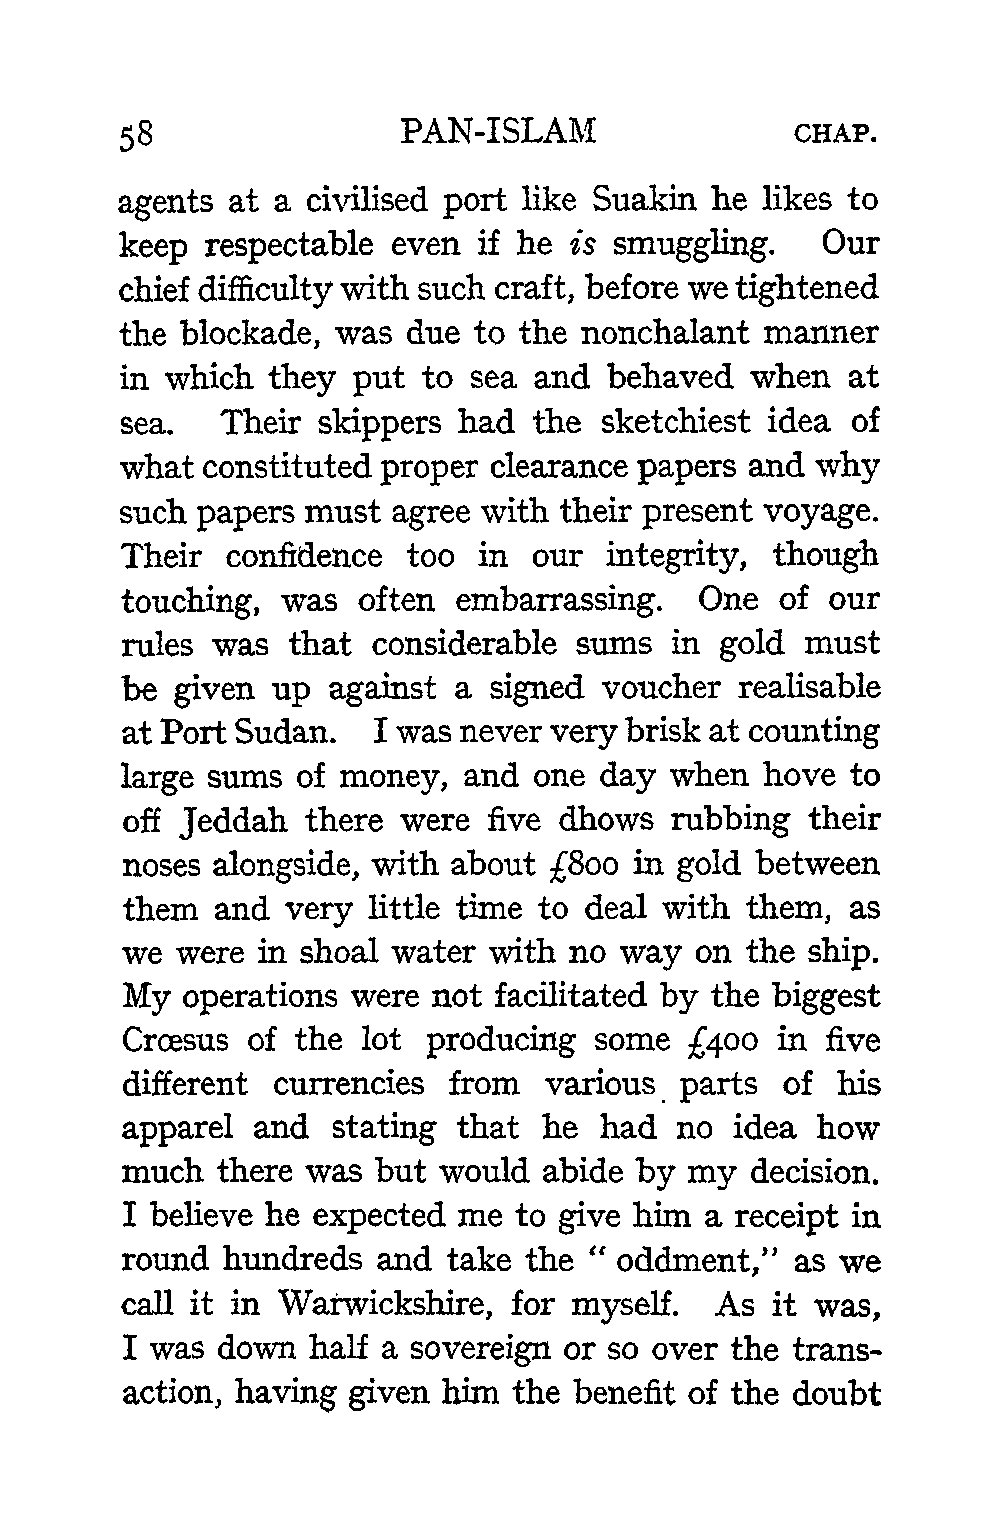 58 PAN-ISLAM CHAP.
agents at a civilised port like Suakin he likes to
keep respectable even if he is smuggling. Our
chief difficulty with such craft, before we tightened
the blockade, was due to the nonchalant manner
in which they put to sea and behaved when at
sea. Their skippers had the sketchiest idea of
what constituted proper clearance papers and why
such papers must agree with their present voyage.
Their confidence too in our integrity, though
touching, was often embarrassing. One of our
rules was that considerable sums in gold must
be given up against a signed voucher realisable
at Port Sudan. I was never very brisk at counting
large sums of money, and one day when hove to
off Jeddah there were five dhows rubbing their
noses alongside, with about £800 in gold between
them and very little time to deal with them, as
we were in shoal water with no way on the ship.
My operations were not facilitated by the biggest
Crœsus of the lot producing some £400 in five
different currencies from various parts of his
apparel and stating that he had no idea how
much there was but would abide by my decision.
I believe he expected me to give him a receipt in
round hundreds and take the “ oddment,” as we
call it in Warwickshire, for myself. As it was,
I was down half a sovereign or so over the trans-
action, having given him the benefit of the doubt